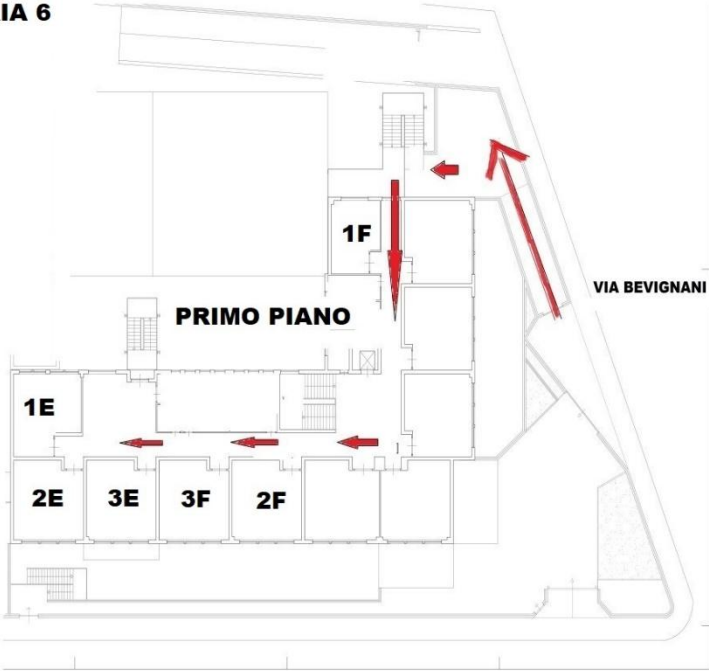 IA 6
1F
VIA BEVIGNANI
PRIMO PIANO
1E
2E 3E 3F 2F